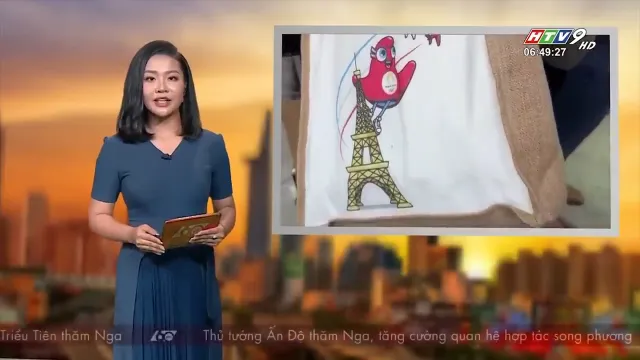 HTV9 HD
06:49:27
Triều Tiên thăm Nga 60 Thủ tướng Ấn Độ thăm Nga, tăng cường quan hệ hợp tác song phương